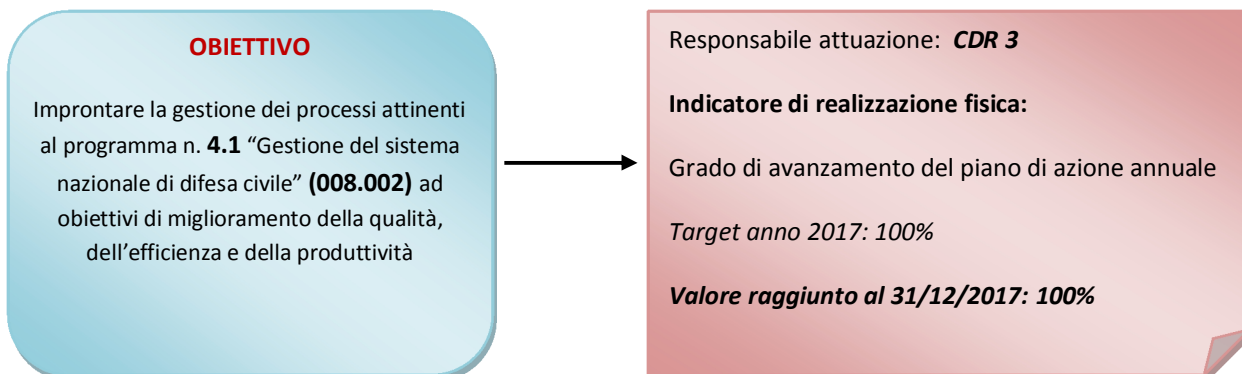 OBIETTIVO
Improntare la gestione dei processi attinenti
al programma n. 4.1 “Gestione del sistema
nazionale di difesa civile” (008.002) ad
obiettivi di miglioramento della qualità,
dell’efficienza e della produttività
Responsabile attuazione: CDR 3
Indicatore di realizzazione fisica:
Grado di avanzamento del piano di azione annuale
Target anno 2017: 100%
Valore raggiunto al 31/12/2017: 100%